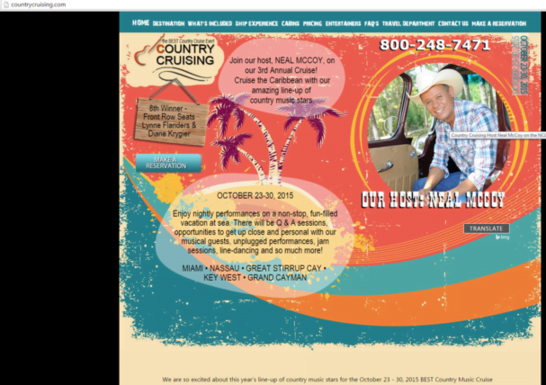 countrycruising.com
HOME DESTINATION WHAT'S INCLUDED SHIP EXPERIENCE CABINS PRICING ENTERTAINERS FAQ'S TRAVEL DEPARTMENT CONTACT US MAKE A RESERVATION
the BEST Country Cruise Ever!
COUNTRY
CRUISING
6th Winner -
Front Row Seats
Lynne Flanders &
Diane Krygier
MAKE A
RESERVATION
Join our host, NEAL MCCOY, on
our 3rd Annual Cruise!
Cruise the Caribbean with our
amazing line-up of
country music stars.
800-248-7471
OCTOBER 23-30, 2015
Country Cruising Host Neal McCoy on the
OUR HOST: NEAL MCCOY
TRANSLATE
bing
OCTOBER 23-30, 2015
Enjoy nightly performances on a non-stop, fun-filled
vacation at sea. There will be Q & A sessions,
opportunities to get up close and personal with our
musical guests, unplugged performances, jam
sessions, line-dancing and so much more!
MIAMI • NASSAU • GREAT STIRRUP CAY •
KEY WEST • GRAND CAYMAN
We are so excited about this year's line-up of country music stars for the October 23 - 30, 2015 BEST Country Music Cruise